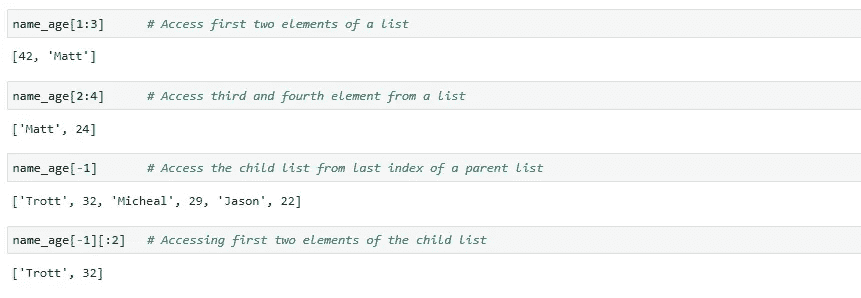 name_age[1:3] # Access first two elements of a list
[42, 'Matt']
name_age[2:4] # Access third and fourth element from a list
['Matt', 24]
name_age[-1] # Access the child list from last index of a parent list
['Trott', 32, 'Micheal', 29, 'Jason', 22]
name_age[-1][:2] # Accessing first two elements of the child list
['Trott', 32]